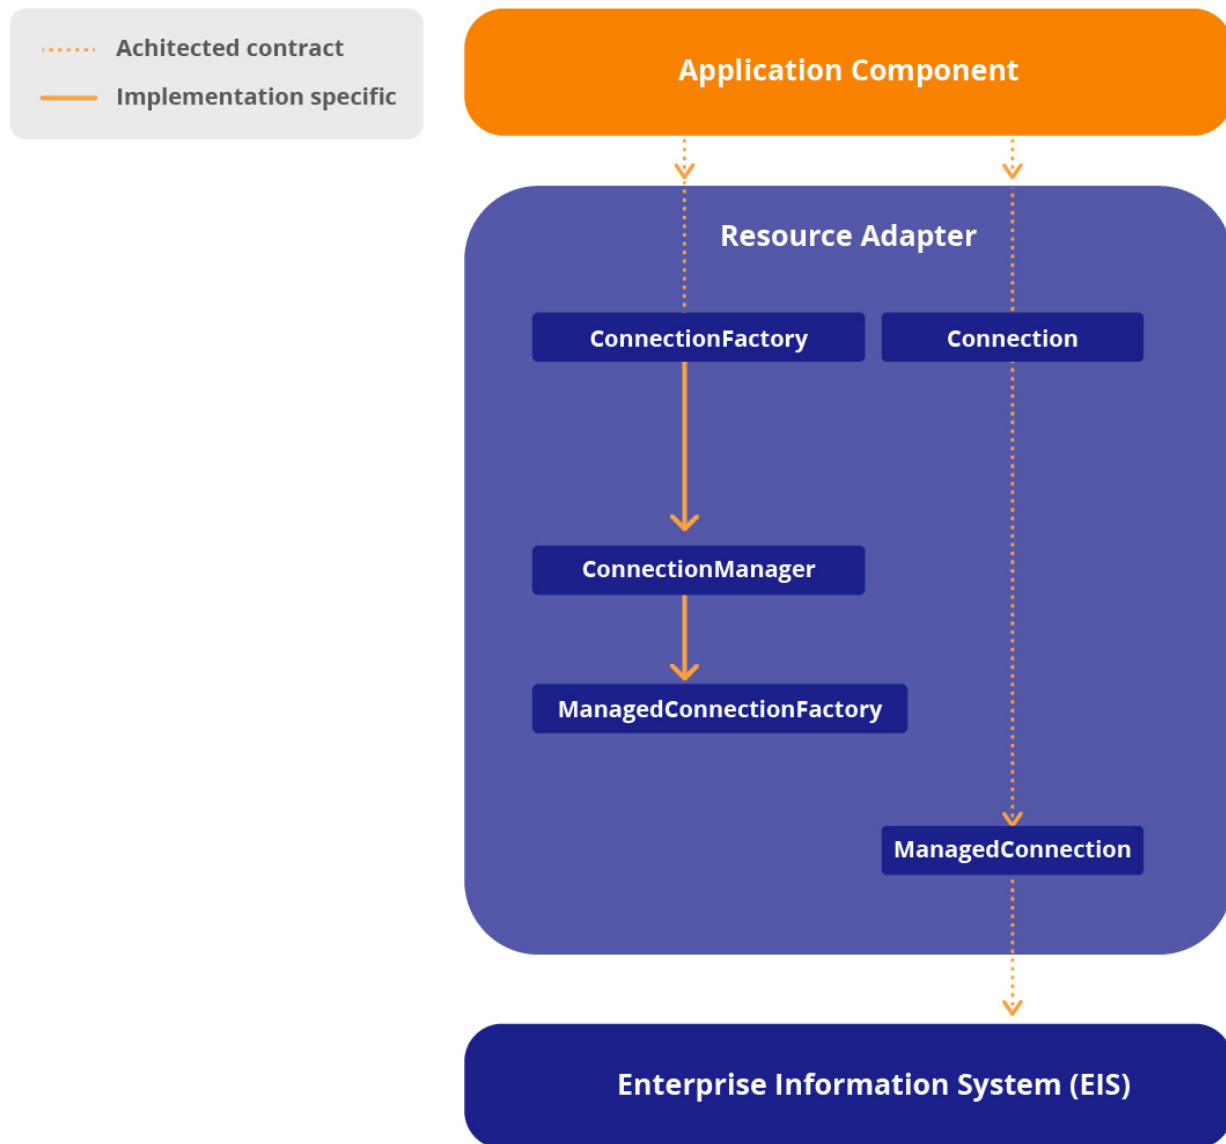 Achitected contract
Implementation specific
Application Component
Resource Adapter
ConnectionFactory
Connection
ConnectionManager
ManagedConnectionFactory
ManagedConnection
Enterprise Information System (EIS)